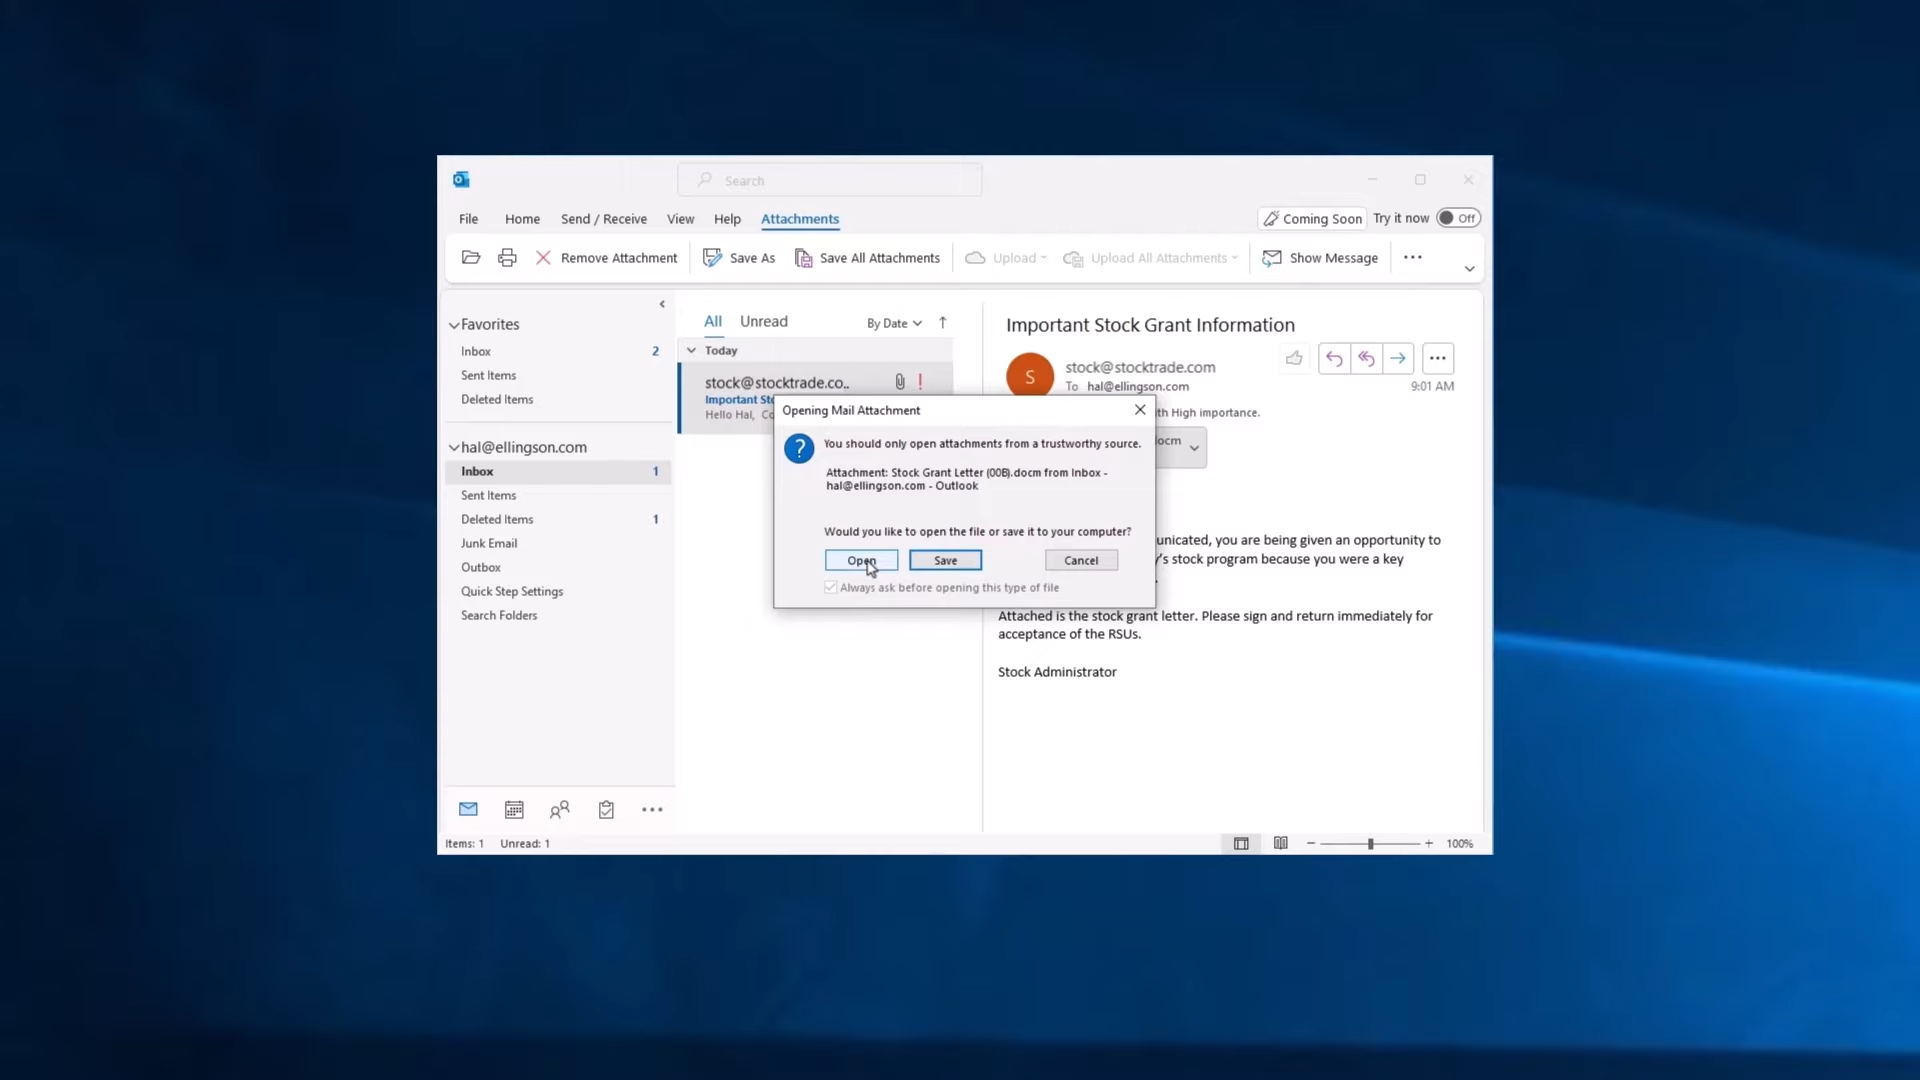 Search
File Home Send / Receive View Help Attachments
Coming Soon Try it now Off
Remove Attachment Save As Save All Attachments Upload Upload All Attachments Show Message
Favorites
Inbox 2
Sent Items
Deleted Items
hal@ellingson.com
Inbox 1
Sent Items
Deleted Items 1
Junk Email
Outbox
Quick Step Settings
Search Folders
Items: 1 Unread: 1
All Unread By Date
Today
stock@stocktrade.co..
Important Sto
Hello Hal, Co
Important Stock Grant Information
S
stock@stocktrade.com
To hal@ellingson.com
9:01 AM
th High importance.
ocm
unicated, you are being given an opportunity to
y's stock program because you were a key
.
Attached is the stock grant letter. Please sign and return immediately for
acceptance of the RSUs.
Stock Administrator
Opening Mail Attachment
You should only open attachments from a trustworthy source.
Attachment: Stock Grant Letter (00B).docm from Inbox -
hal@ellingson.com - Outlook
Would you like to open the file or save it to your computer?
Open Save Cancel
Always ask before opening this type of file
100%